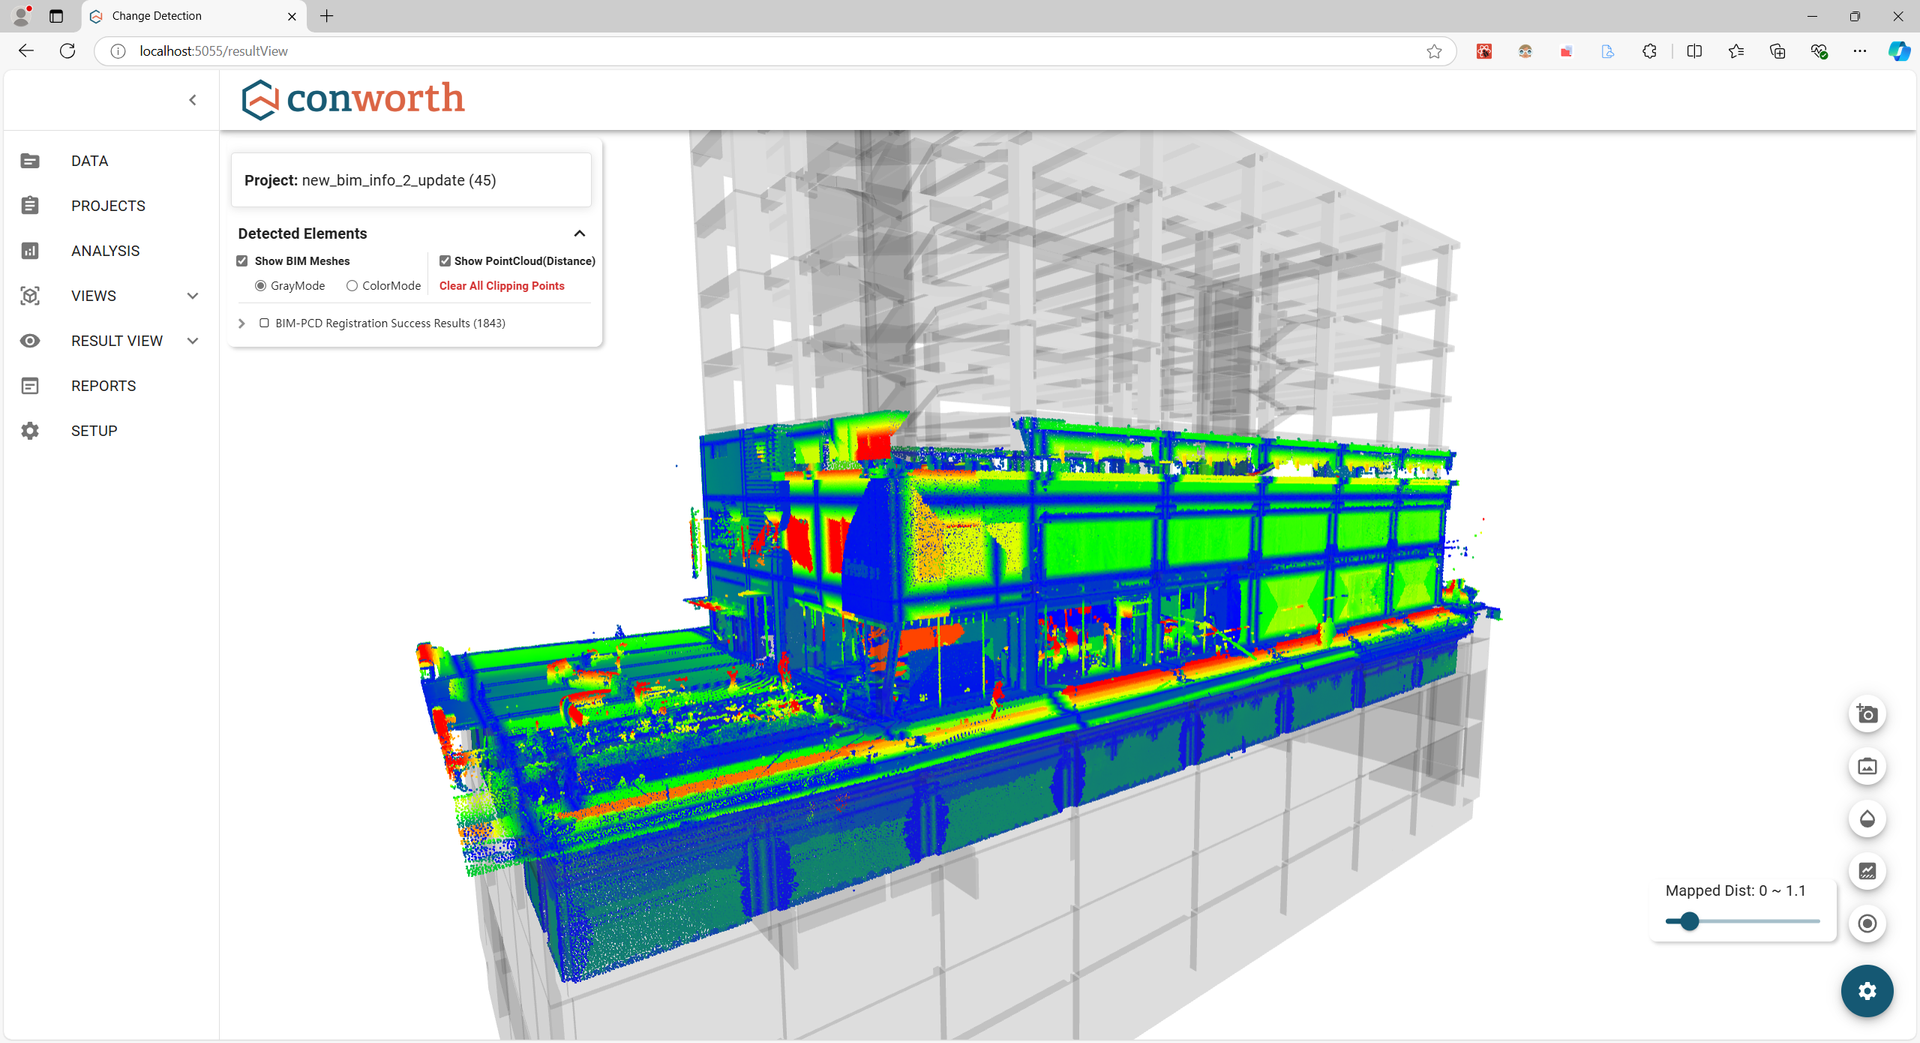 Change Detection
localhost:5055/resultView
conworth
DATA
PROJECTS
ANALYSIS
VIEWS
RESULT VIEW
REPORTS
SETUP
Project: new_bim_info_2_update (45)
Detected Elements
Show BIM Meshes
Show PointCloud(Distance)
GrayMode
ColorMode
Clear All Clipping Points
BIM-PCD Registration Success Results (1843)
Mapped Dist: 0 ~ 1.1